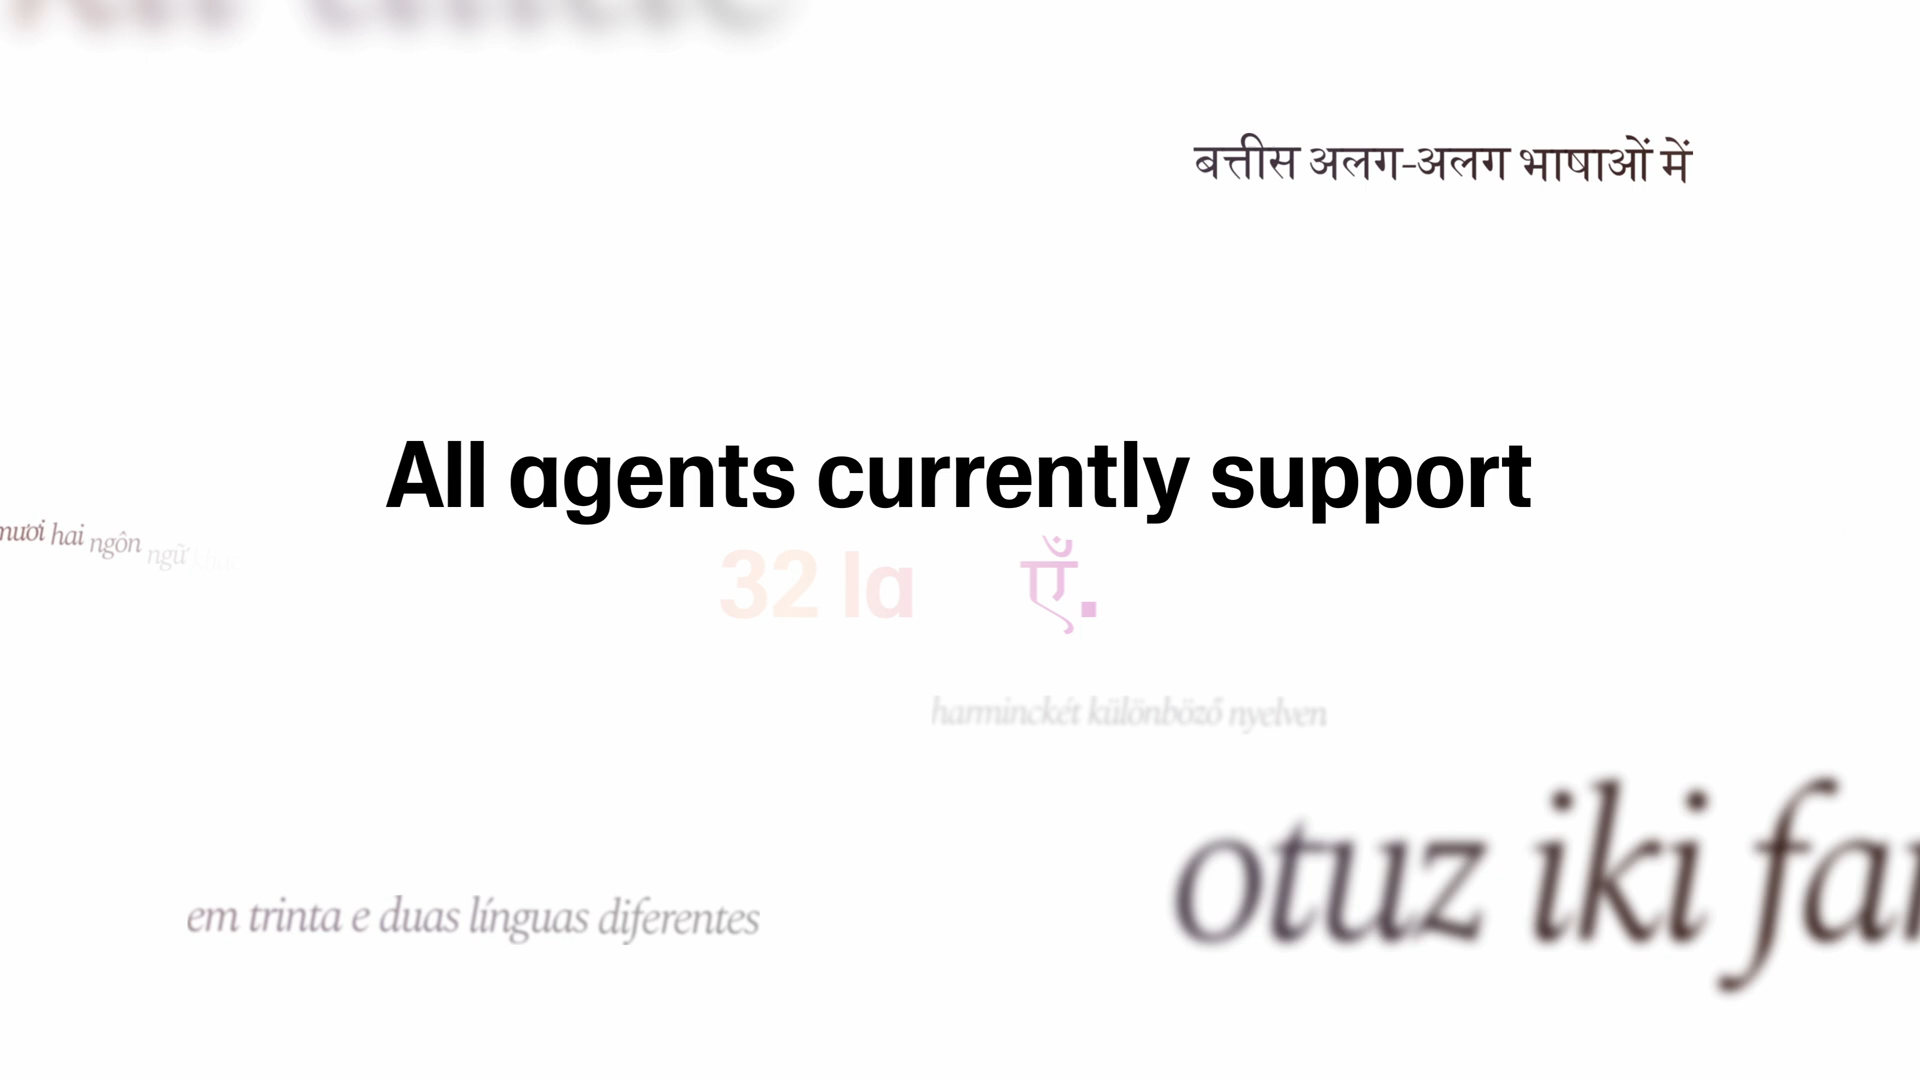 बत्तीस अलग-अलग भाषाओं में
All agents currently support
hai ngôn ngữ
32 la एँ.
harminckét különböző nyelven
otuz iki
em trinta e duas línguas diferentes